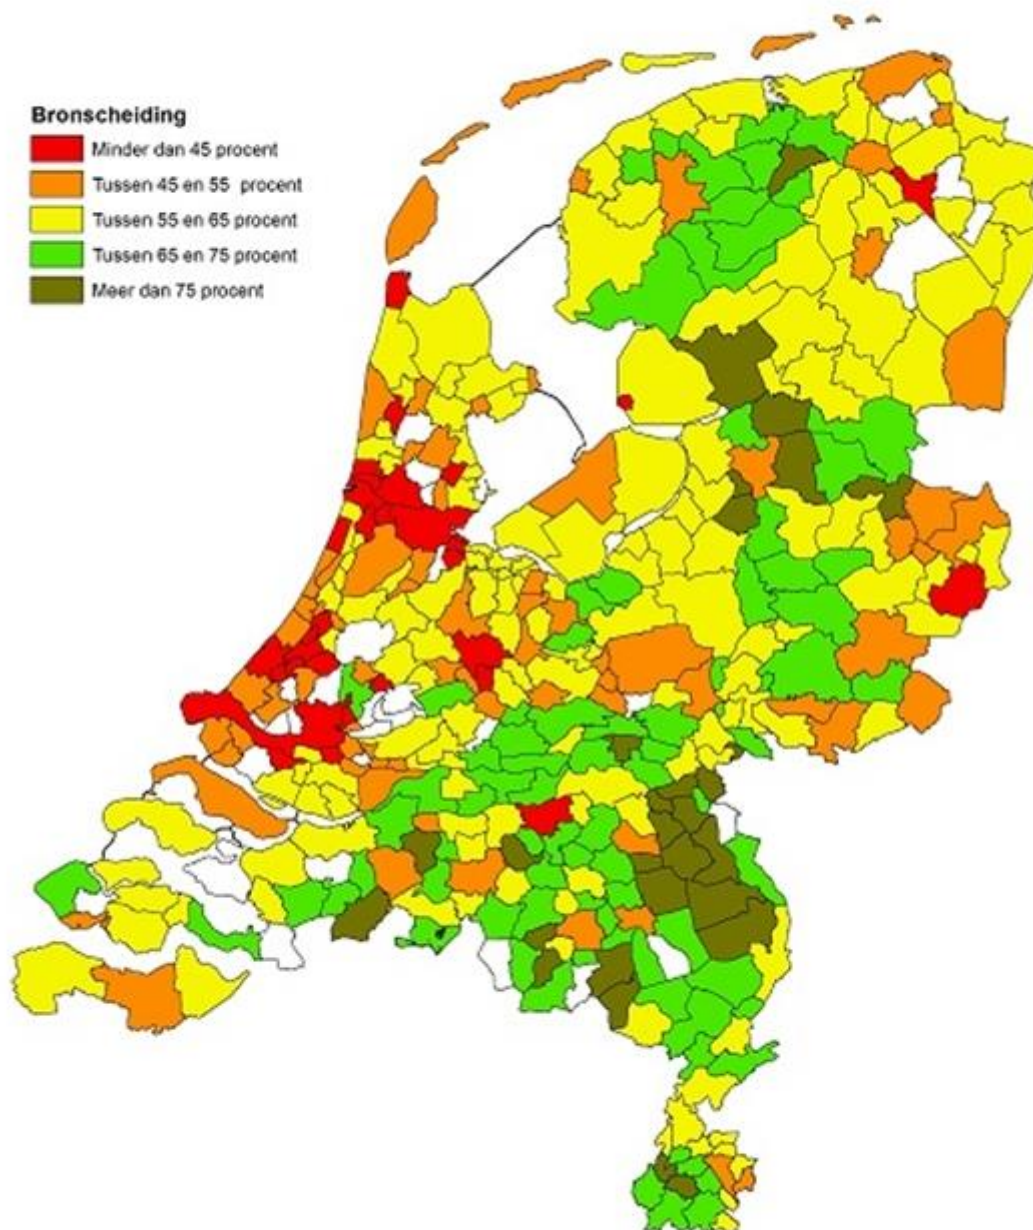 Bronscheiding
Minder dan 45 procent
Tussen 45 en 55 procent
Tussen 55 en 65 procent
Tussen 65 en 75 procent
Meer dan 75 procent